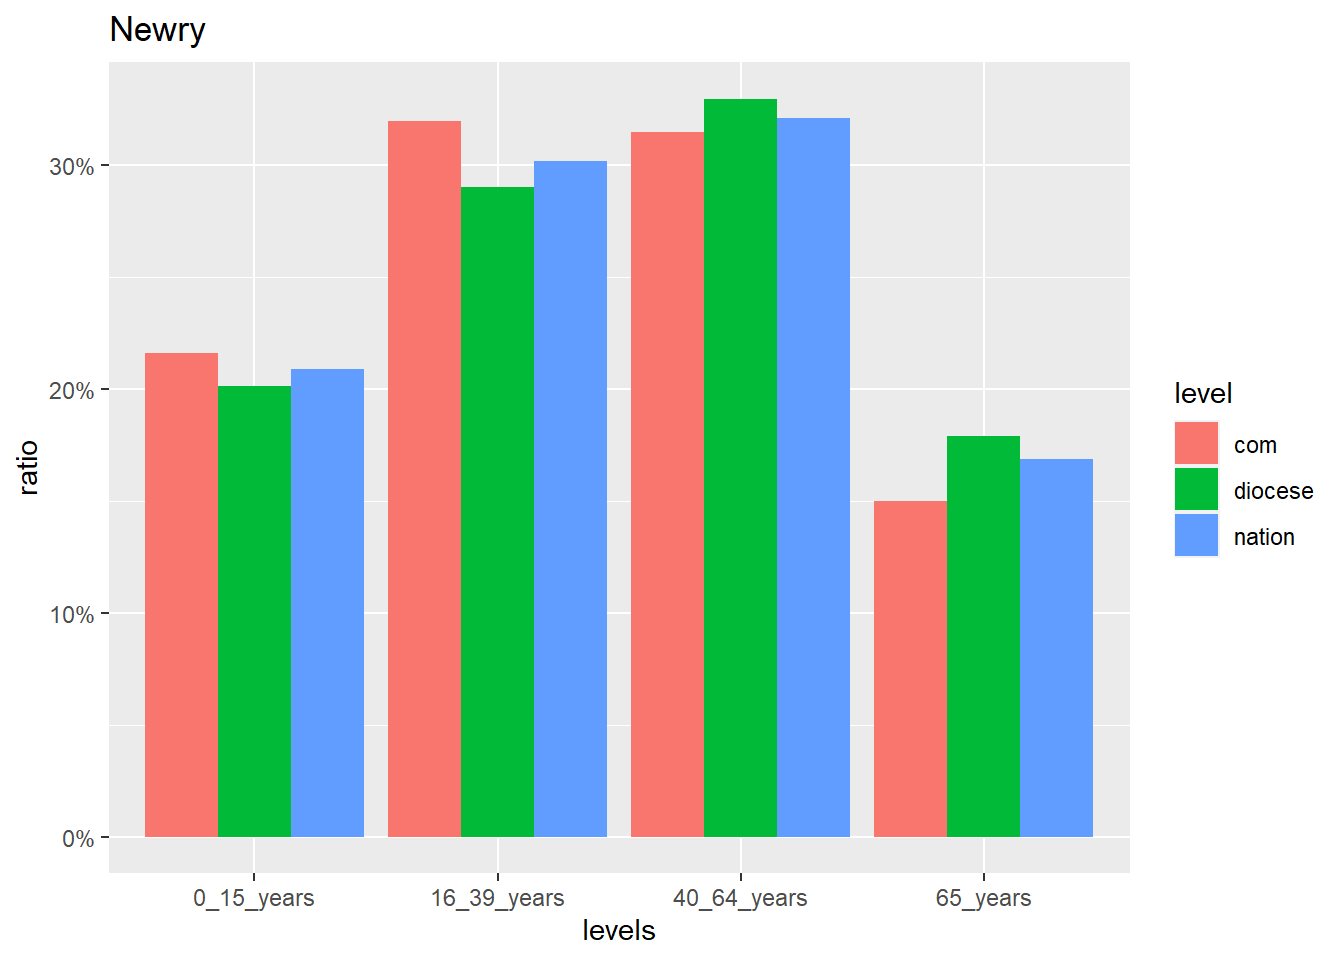 Newry
30%
20%
10%
0%
ratio
0_15_years
16_39_years
40_64_years
65_years
levels
level
com
diocese
nation